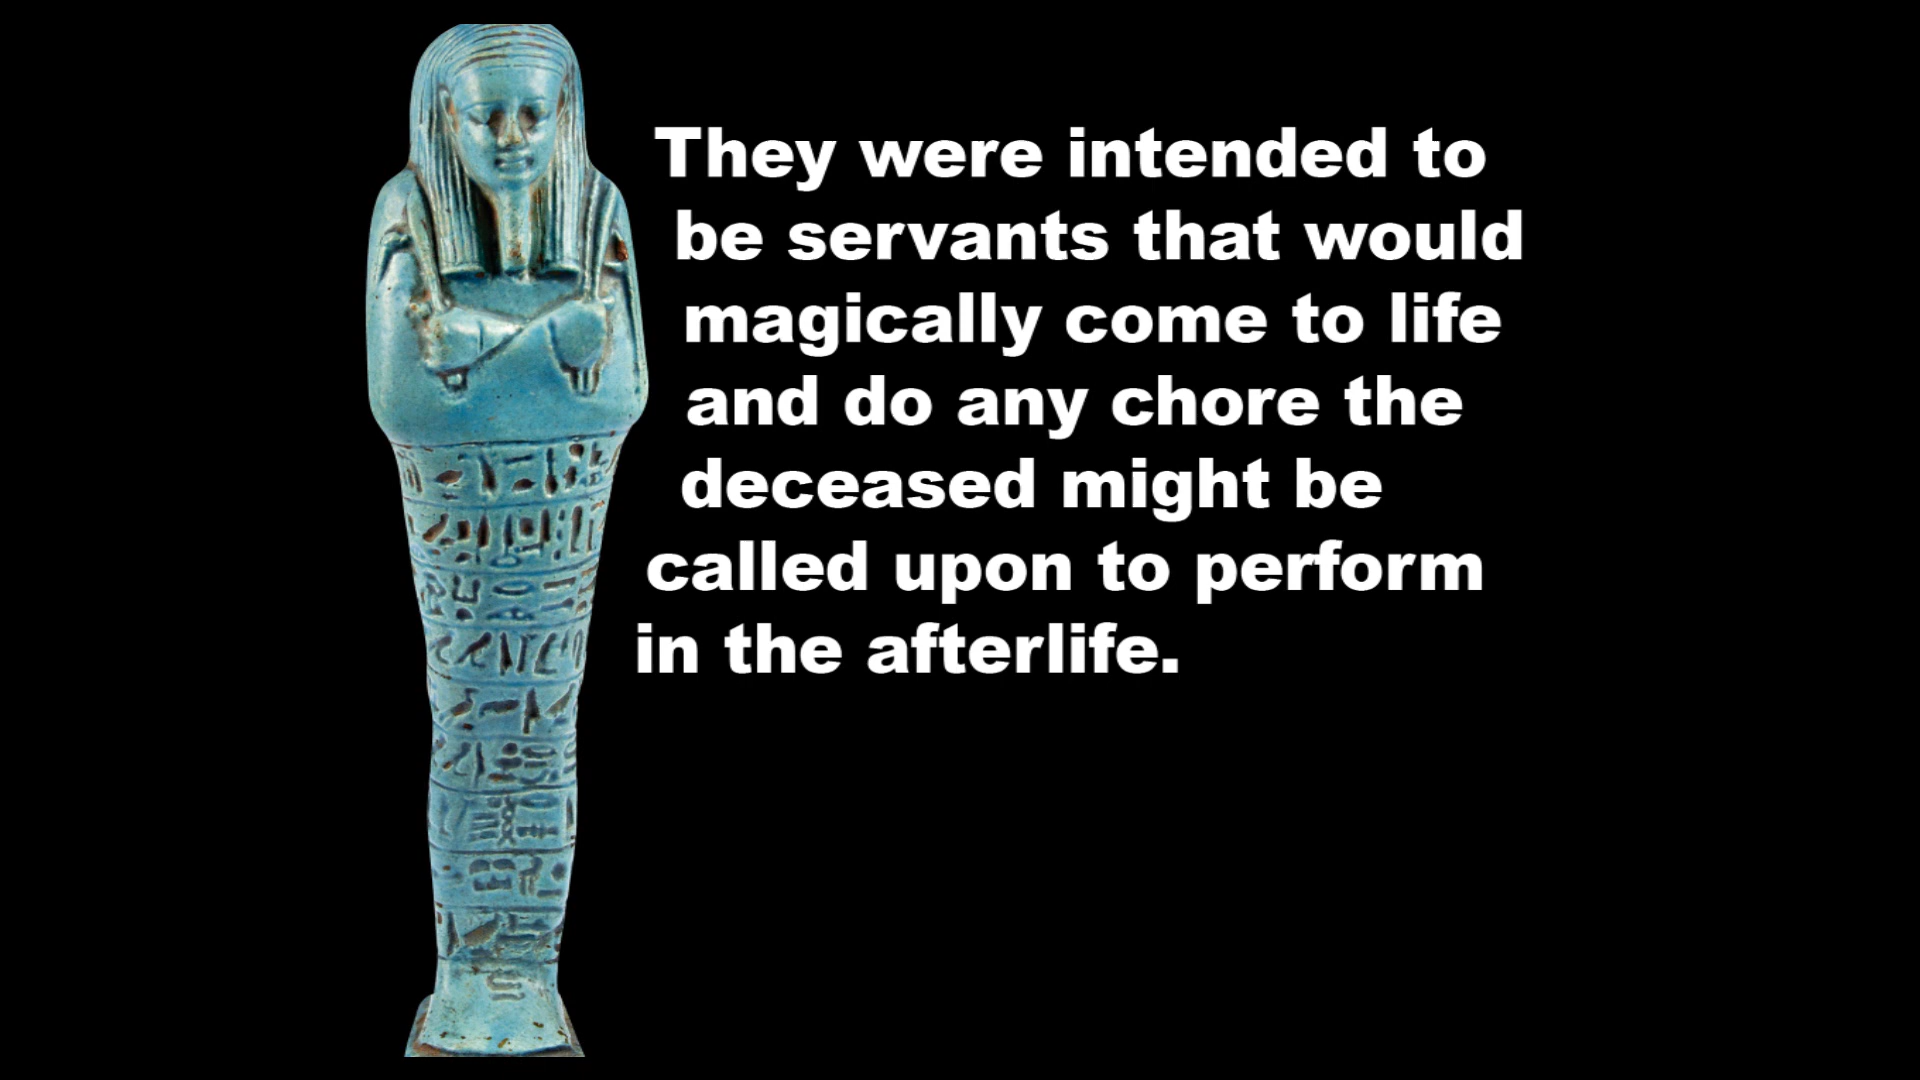 They were intended to
be servants that would
magically come to life
and do any chore the
deceased might be
called upon to perform
in the afterlife.